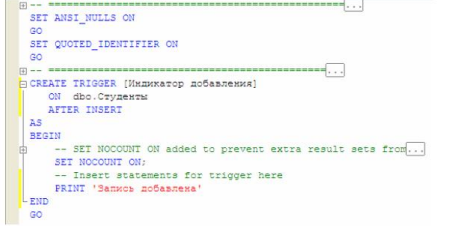 -- =============================================...
SET ANSI_NULLS ON
GO
SET QUOTED_IDENTIFIER ON
GO
-- =============================================...
CREATE TRIGGER [Индикатор добавления]
ON dbo.Студенты
AFTER INSERT
AS
BEGIN
-- SET NOCOUNT ON added to prevent extra result sets from...
SET NOCOUNT ON;
-- Insert statements for trigger here
PRINT 'Запись добавлена'
END
GO